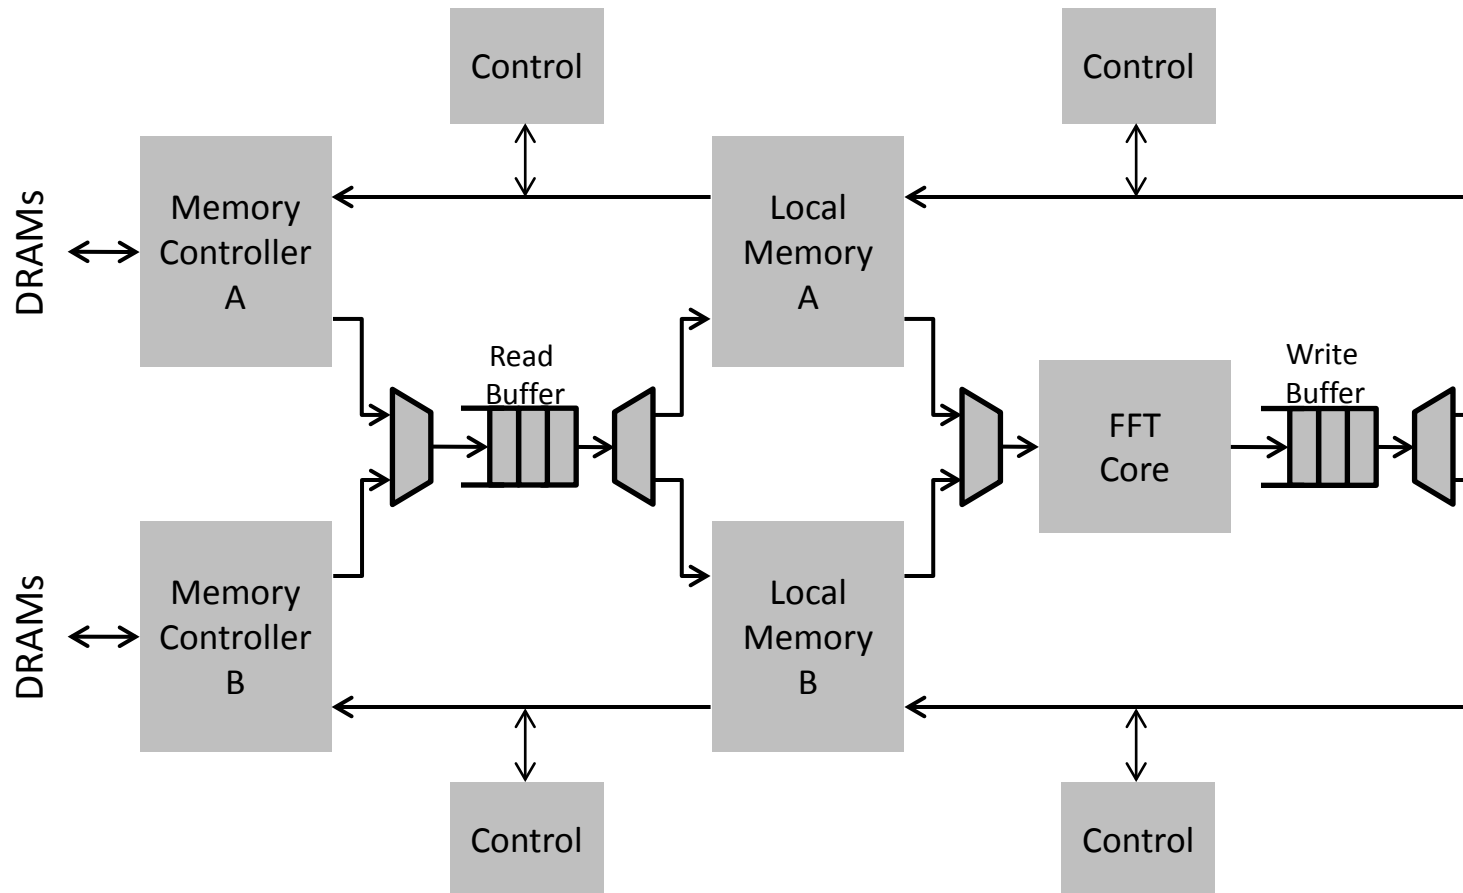 Control
Control
DRAMs
Memory
Controller
A
Local
Memory
A
Read
Buffer
FFT
Core
Write
Buffer
DRAMs
Memory
Controller
B
Local
Memory
B
Control
Control